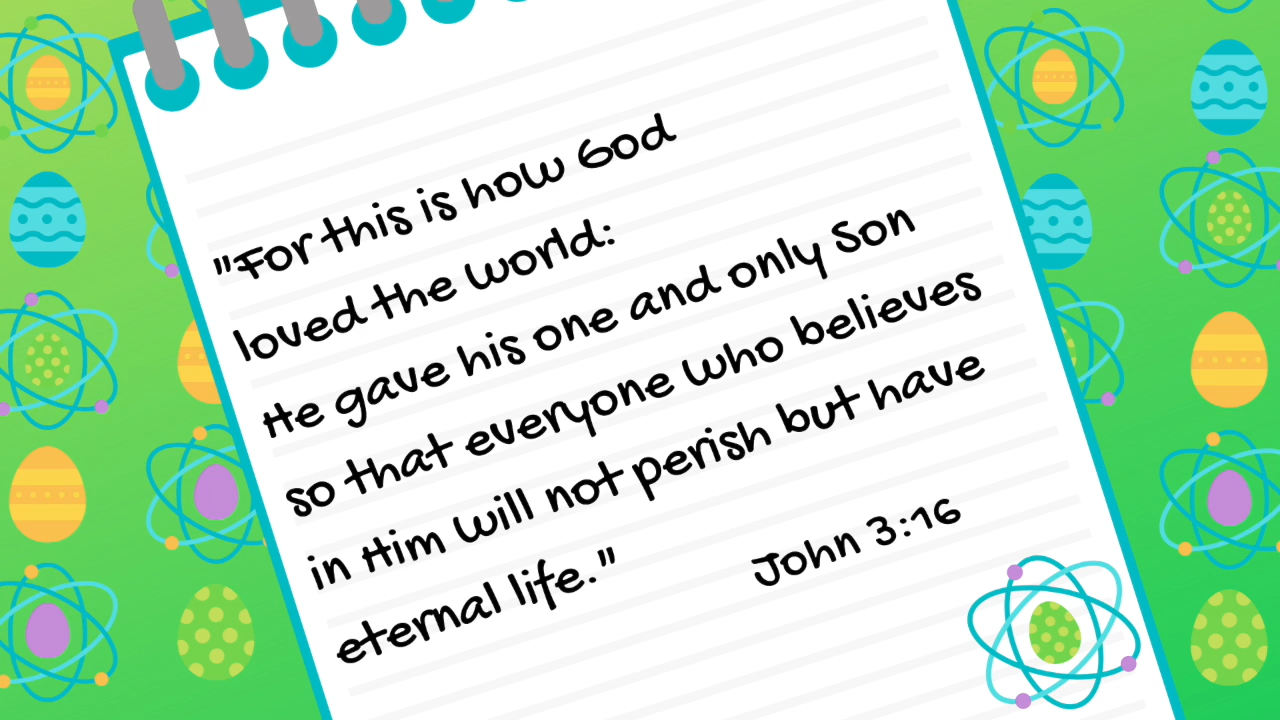 "For this is how God
loved the world:
He gave his one and only Son
so that everyone who believes
in Him will not perish but have
eternal life."
John 3:16